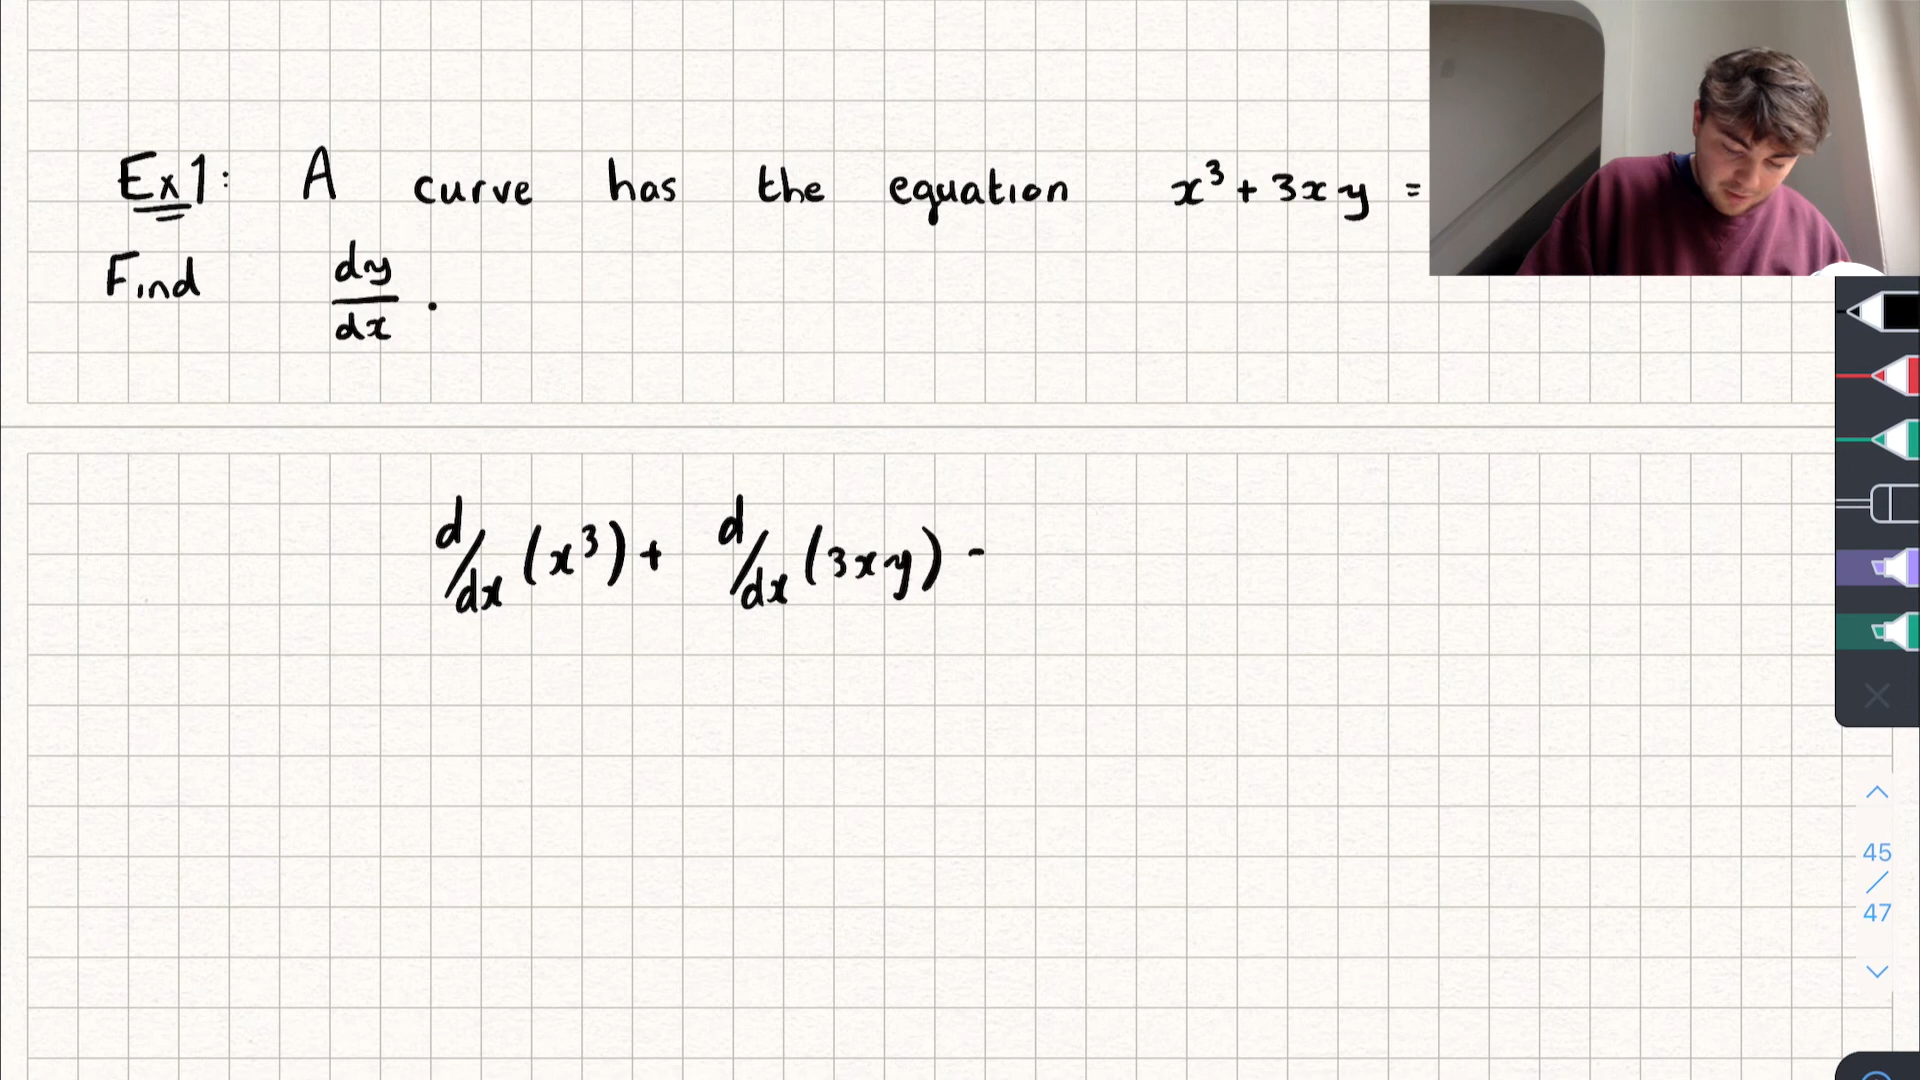 Ex1: A curve has the equation x³ + 3xy =
Find dy/dx .
d/dx (x³) + d/dx (3xy) -
45
/
47